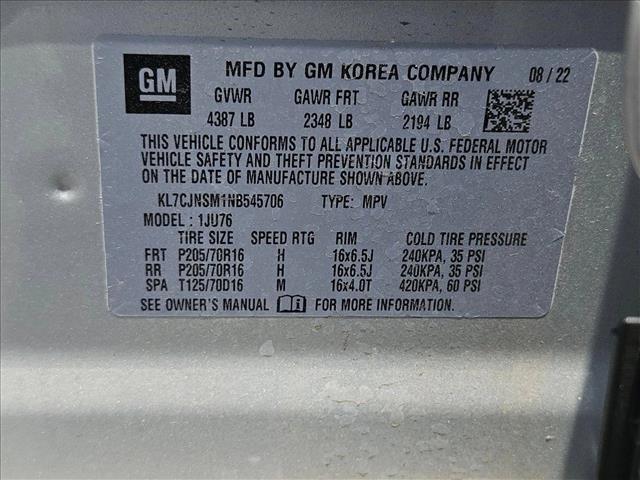 GM MFD BY GM KOREA COMPANY 08/22
GVWR GAWR FRT GAWR RR
4387 LB 2348 LB 2194 LB
THIS VEHICLE CONFORMS TO ALL APPLICABLE U.S. FEDERAL MOTOR
VEHICLE SAFETY AND THEFT PREVENTION STANDARDS IN EFFECT
ON THE DATE OF MANUFACTURE SHOWN ABOVE.
KL7CJNSM1NB545706 TYPE: MPV
MODEL : 1JU76
TIRE SIZE SPEED RTG RIM COLD TIRE PRESSURE
FRT P205/70R16 H 16x6.5J 240KPA, 35 PSI
RR P205/70R16 H 16x6.5J 240KPA, 35 PSI
SPA T125/70D16 M 16x4.0T 420KPA, 60 PSI
SEE OWNER'S MANUAL FOR MORE INFORMATION.